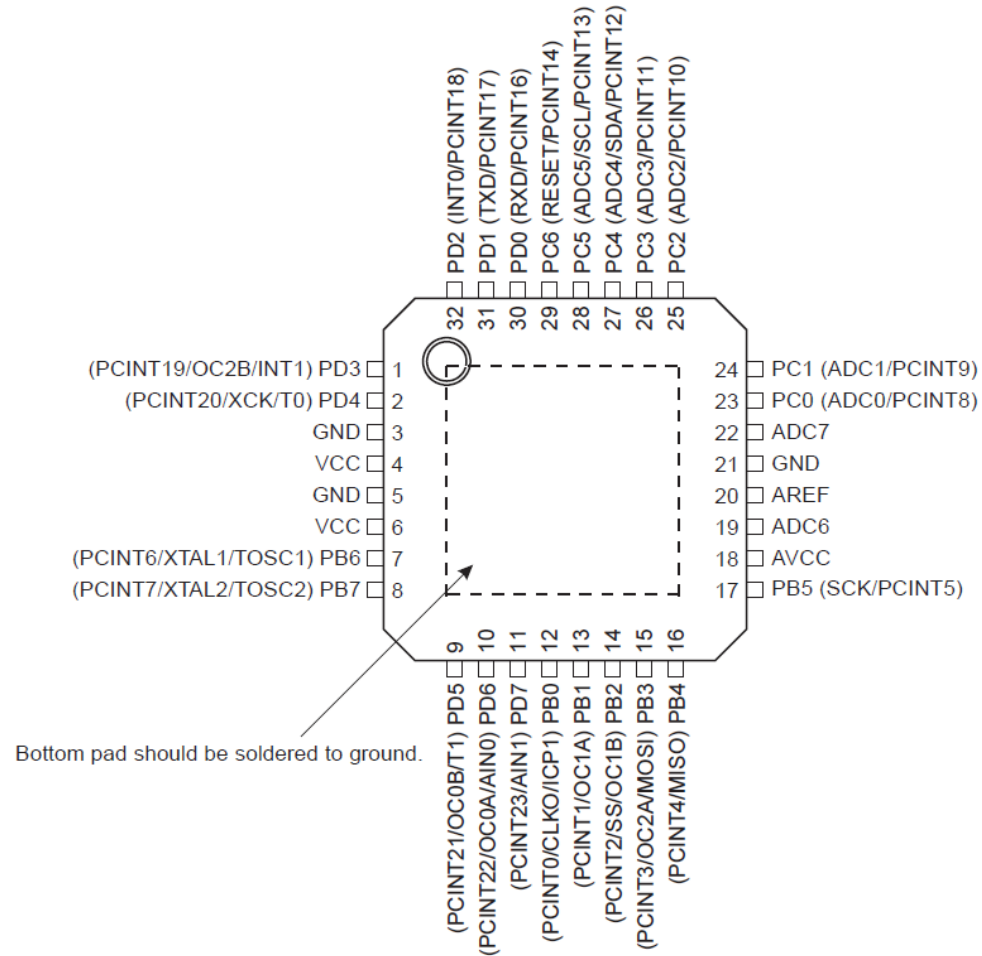 PD2 (INT0/PCINT18)
PD1 (TXD/PCINT17)
PD0 (RXD/PCINT16)
PC6 (RESET/PCINT14)
PC5 (ADC5/SCL/PCINT13)
PC4 (ADC4/SDA/PCINT12)
PC3 (ADC3/PCINT11)
PC2 (ADC2/PCINT10)
32
31
30
29
28
27
26
25
(PCINT19/OC2B/INT1) PD3 1
(PCINT20/XCK/T0) PD4 2
GND 3
VCC 4
GND 5
VCC 6
(PCINT6/XTAL1/TOSC1) PB6 7
(PCINT7/XTAL2/TOSC2) PB7 8
24 PC1 (ADC1/PCINT9)
23 PC0 (ADC0/PCINT8)
22 ADC7
21 GND
20 AREF
19 ADC6
18 AVCC
17 PB5 (SCK/PCINT5)
9
10
11
12
13
14
15
16
(PCINT21/OC0B/T1) PD5
(PCINT22/OC0A/AIN0) PD6
(PCINT23/AIN1) PD7
(PCINT0/CLKO/ICP1) PB0
(PCINT1/OC1A) PB1
(PCINT2/SS/OC1B) PB2
(PCINT3/OC2A/MOSI) PB3
(PCINT4/MISO) PB4
Bottom pad should be soldered to ground.